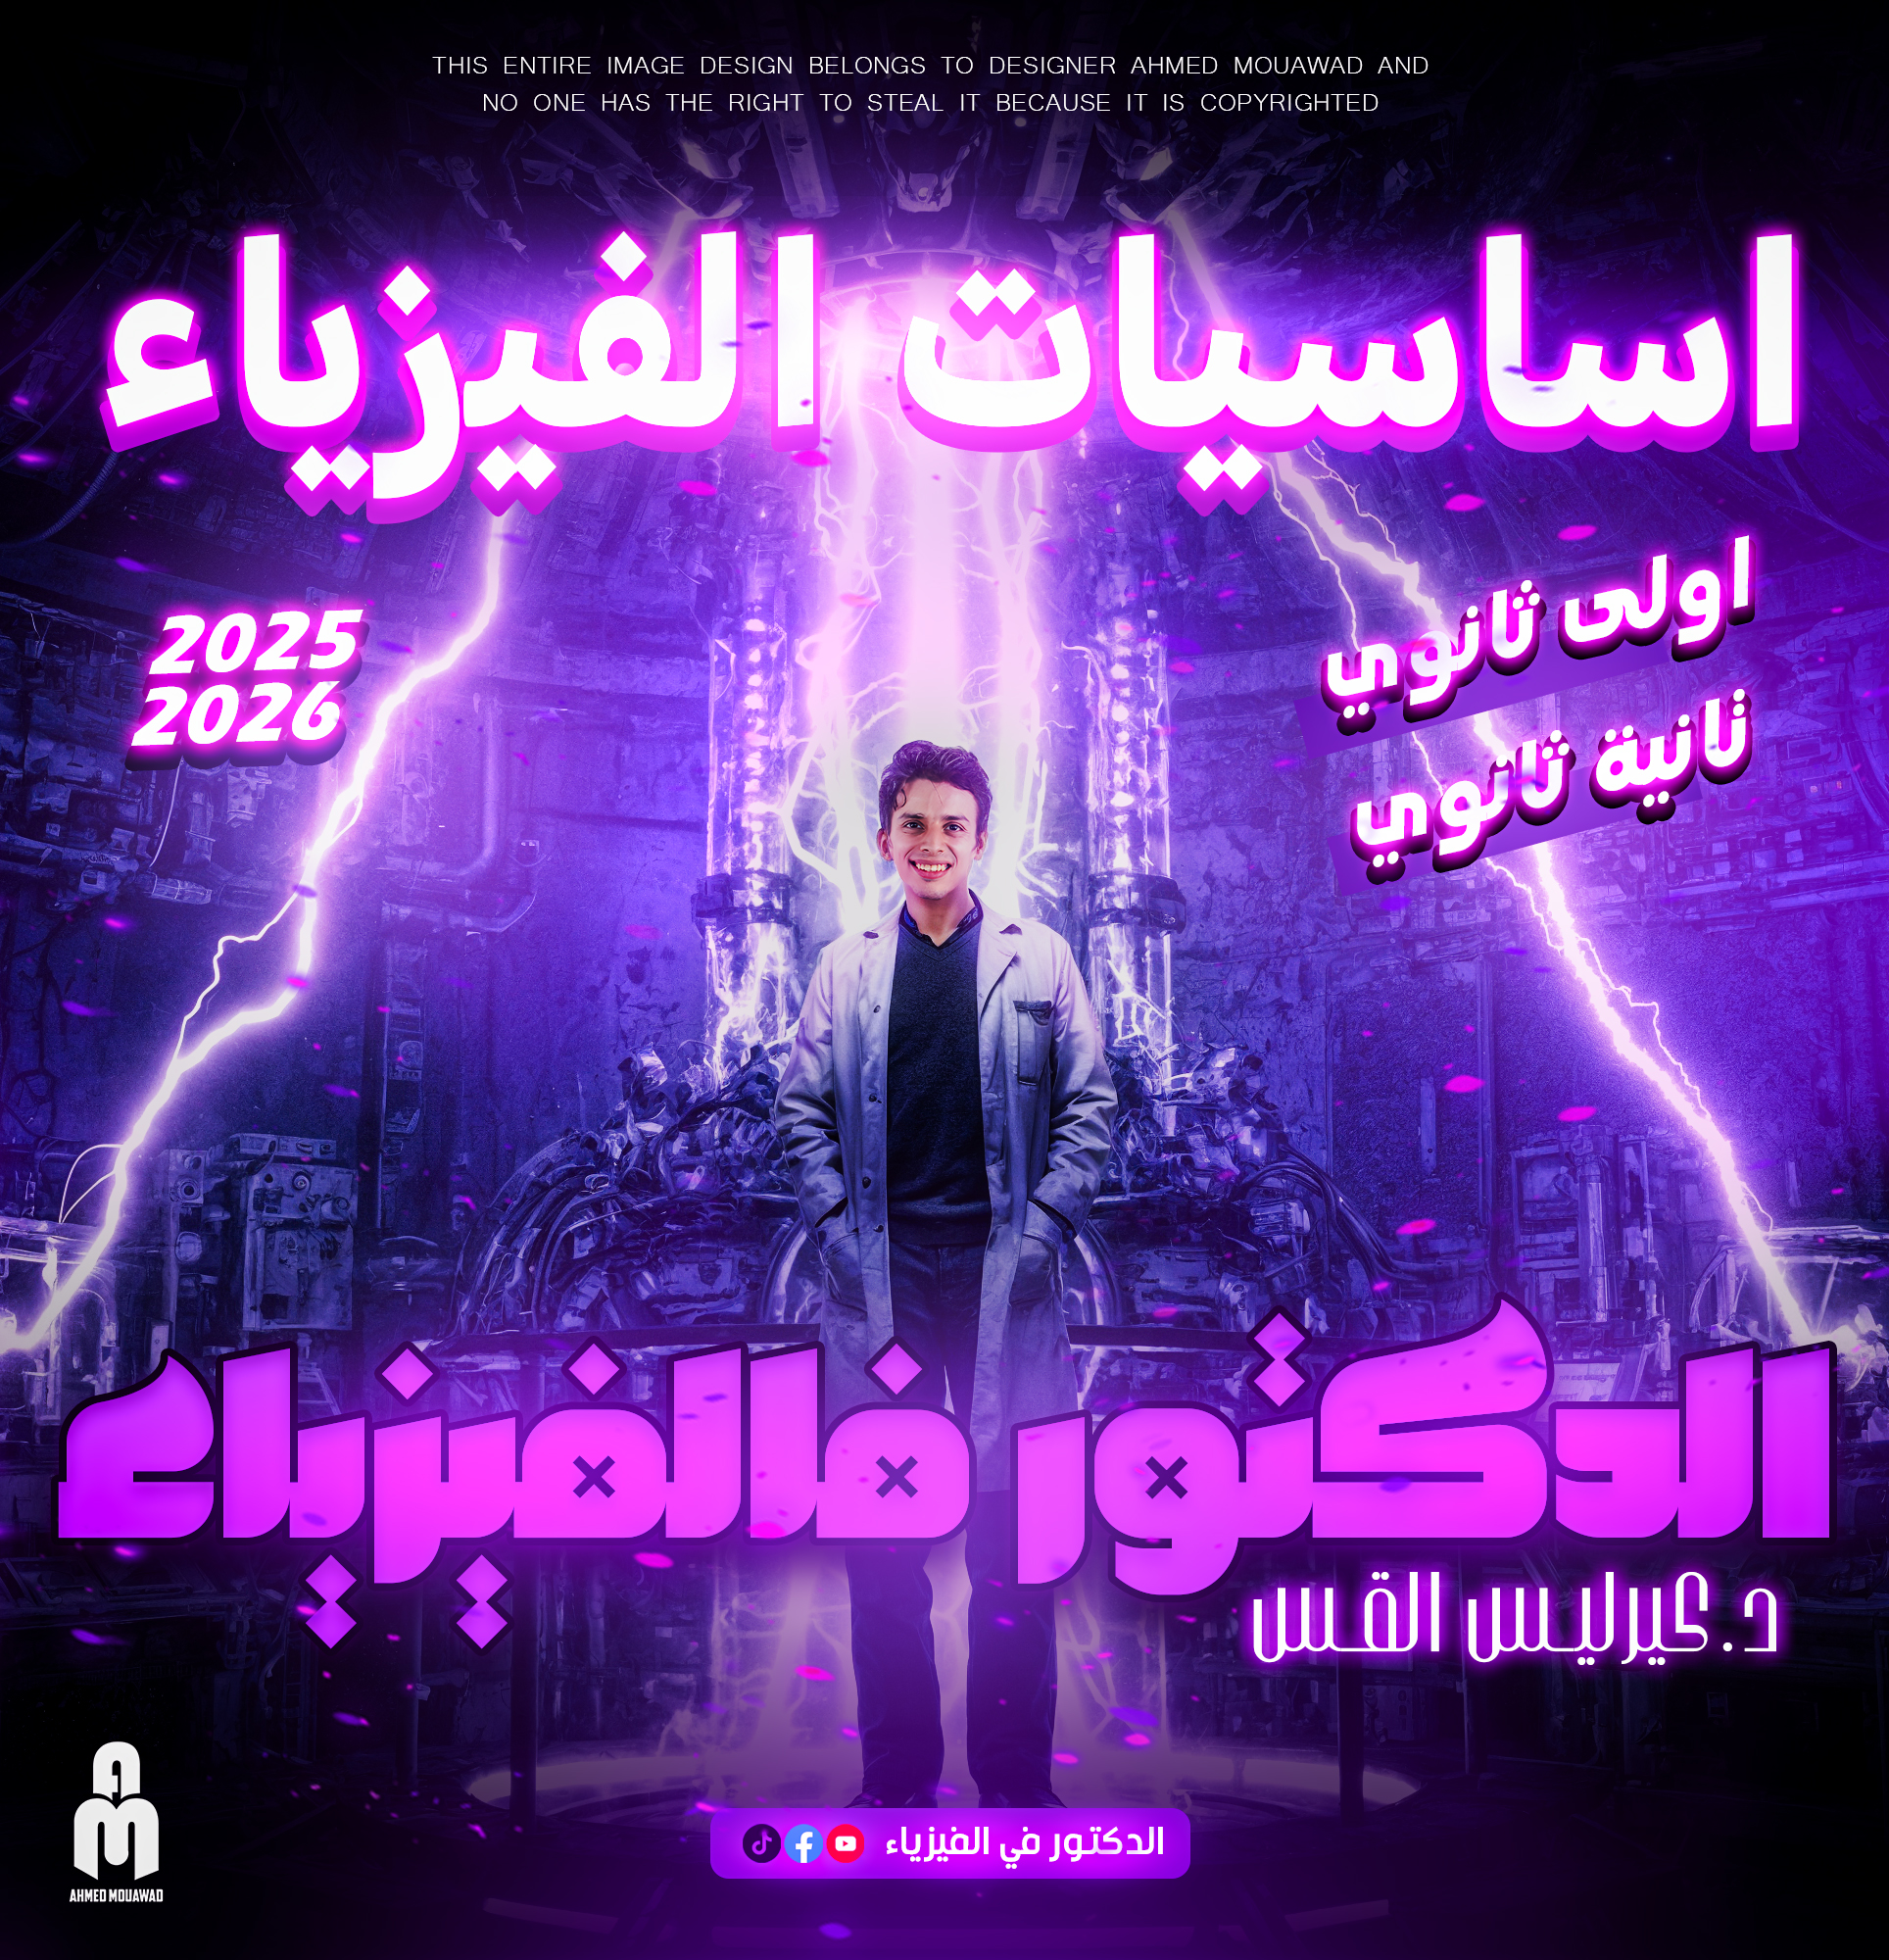 THIS ENTIRE IMAGE DESIGN BELONGS TO DESIGNER AHMED MOUAWAD AND
NO ONE HAS THE RIGHT TO STEAL IT BECAUSE IT IS COPYRIGHTED
اساسيات الفيزياء
اولى ثانوي
ثانية ثانوي
2025
2026
الدكتور فالفيزياء
د.كيرليس القس
الدكتور في الفيزياء
AM
AHMED MOUAWAD